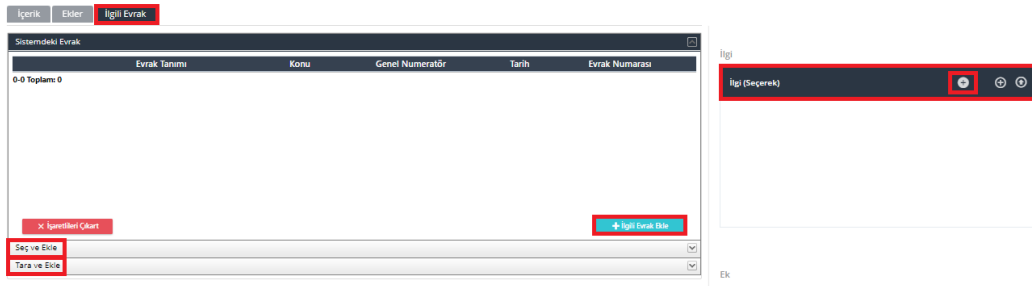 İçerik Ekler İlgili Evrak
Sistemdeki Evrak
Evrak Tanımı Konu Genel Numeratör Tarih Evrak Numarası
0-0 Toplam: 0
İşaretlileri Çıkart
İlgili Evrak Ekle
Seç ve Ekle
Tara ve Ekle
İlgi
İlgi (Seçerek)
Ek